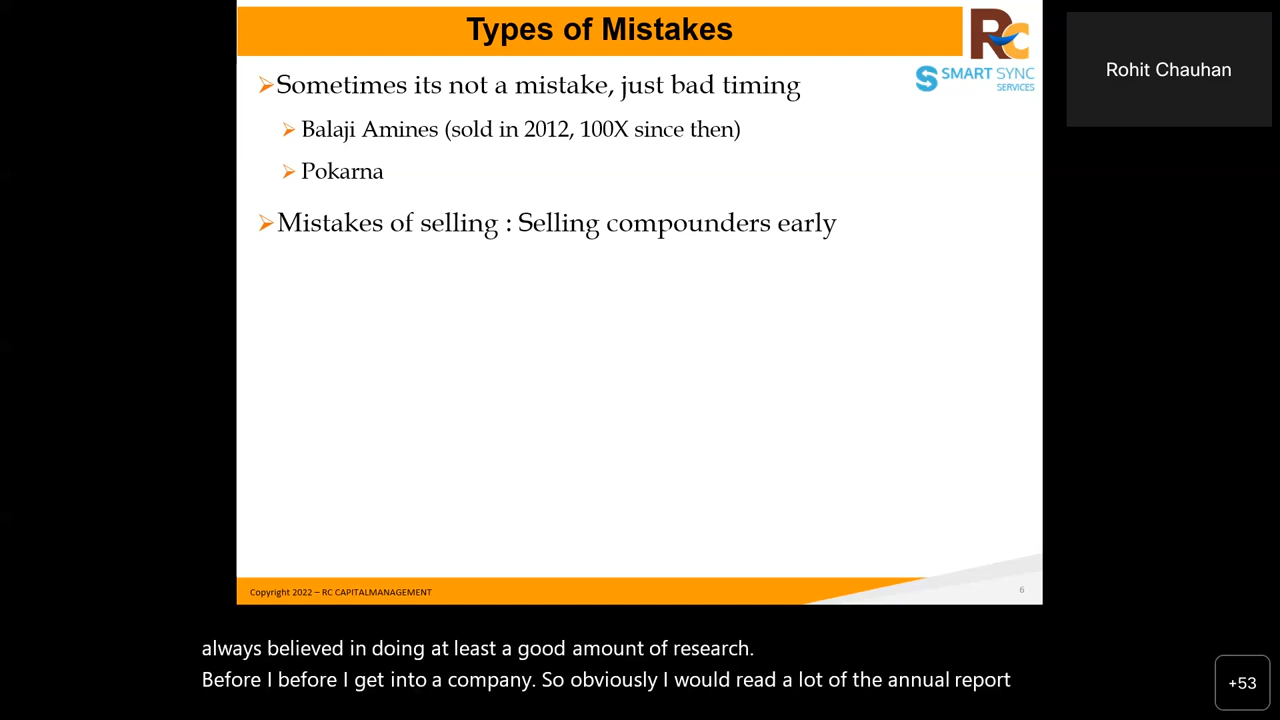 Types of Mistakes
Rc
SMART SYNC
SERVICES
Rohit Chauhan
➢Sometimes its not a mistake, just bad timing
➢ Balaji Amines (sold in 2012, 100X since then)
➢ Pokarna
➢Mistakes of selling : Selling compounders early
Copyright 2022 – RC CAPITALMANAGEMENT
6
always believed in doing at least a good amount of research.
Before I before I get into a company. So obviously I would read a lot of the annual report
+53